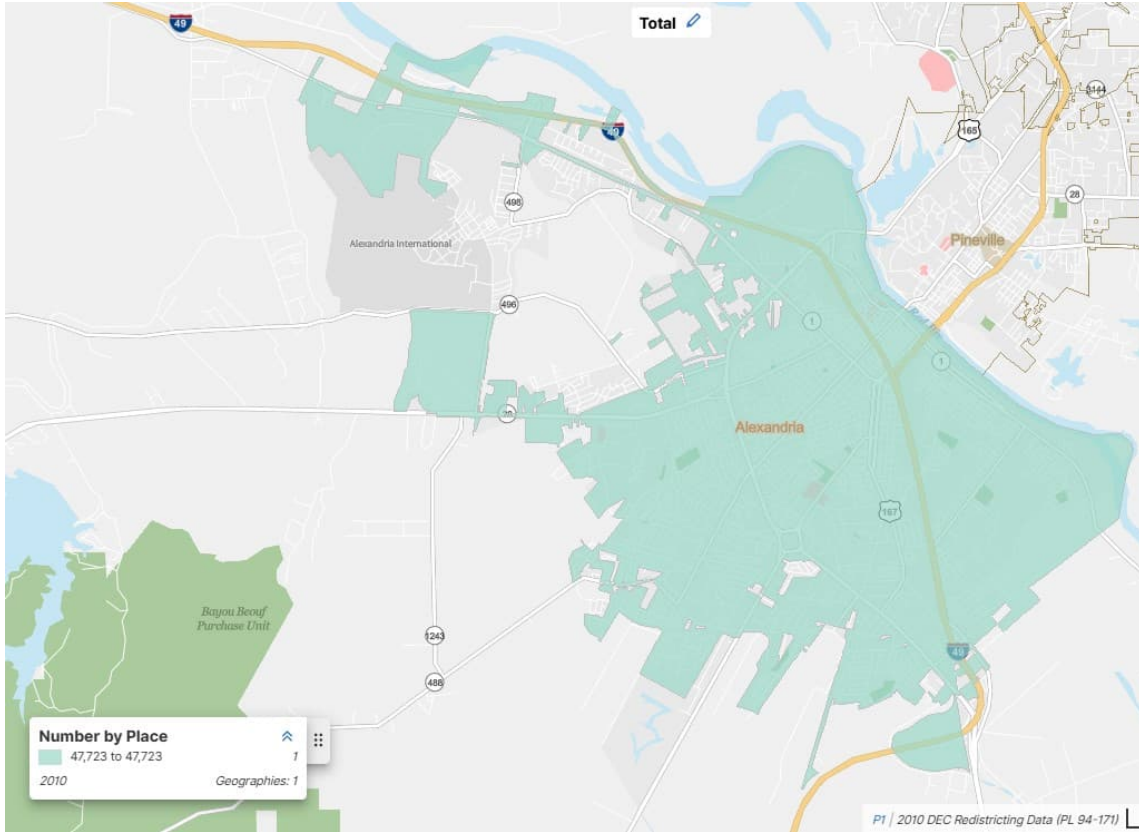 49
Total
3144
165
49
28
498
Pineville
Alexandria International
496
1
1
28
Alexandria
167
Bayou Beouf
Purchase Unit
1243
49
488
Number by Place
47,723 to 47,723 1
2010 Geographies: 1
P1 | 2010 DEC Redistricting Data (PL 94-171)